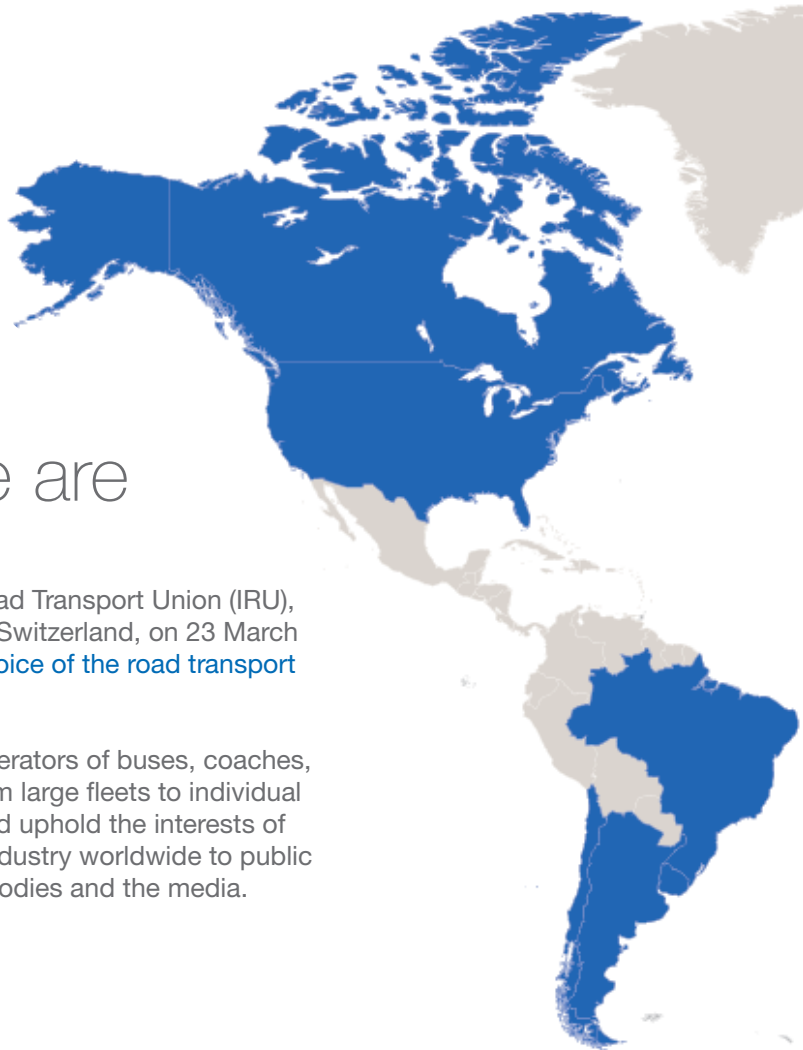 e are
ad Transport Union (IRU),
Switzerland, on 23 March
oice of the road transport
erators of buses, coaches,
m large fleets to individual
d uphold the interests of
ndustry worldwide to public
odies and the media.